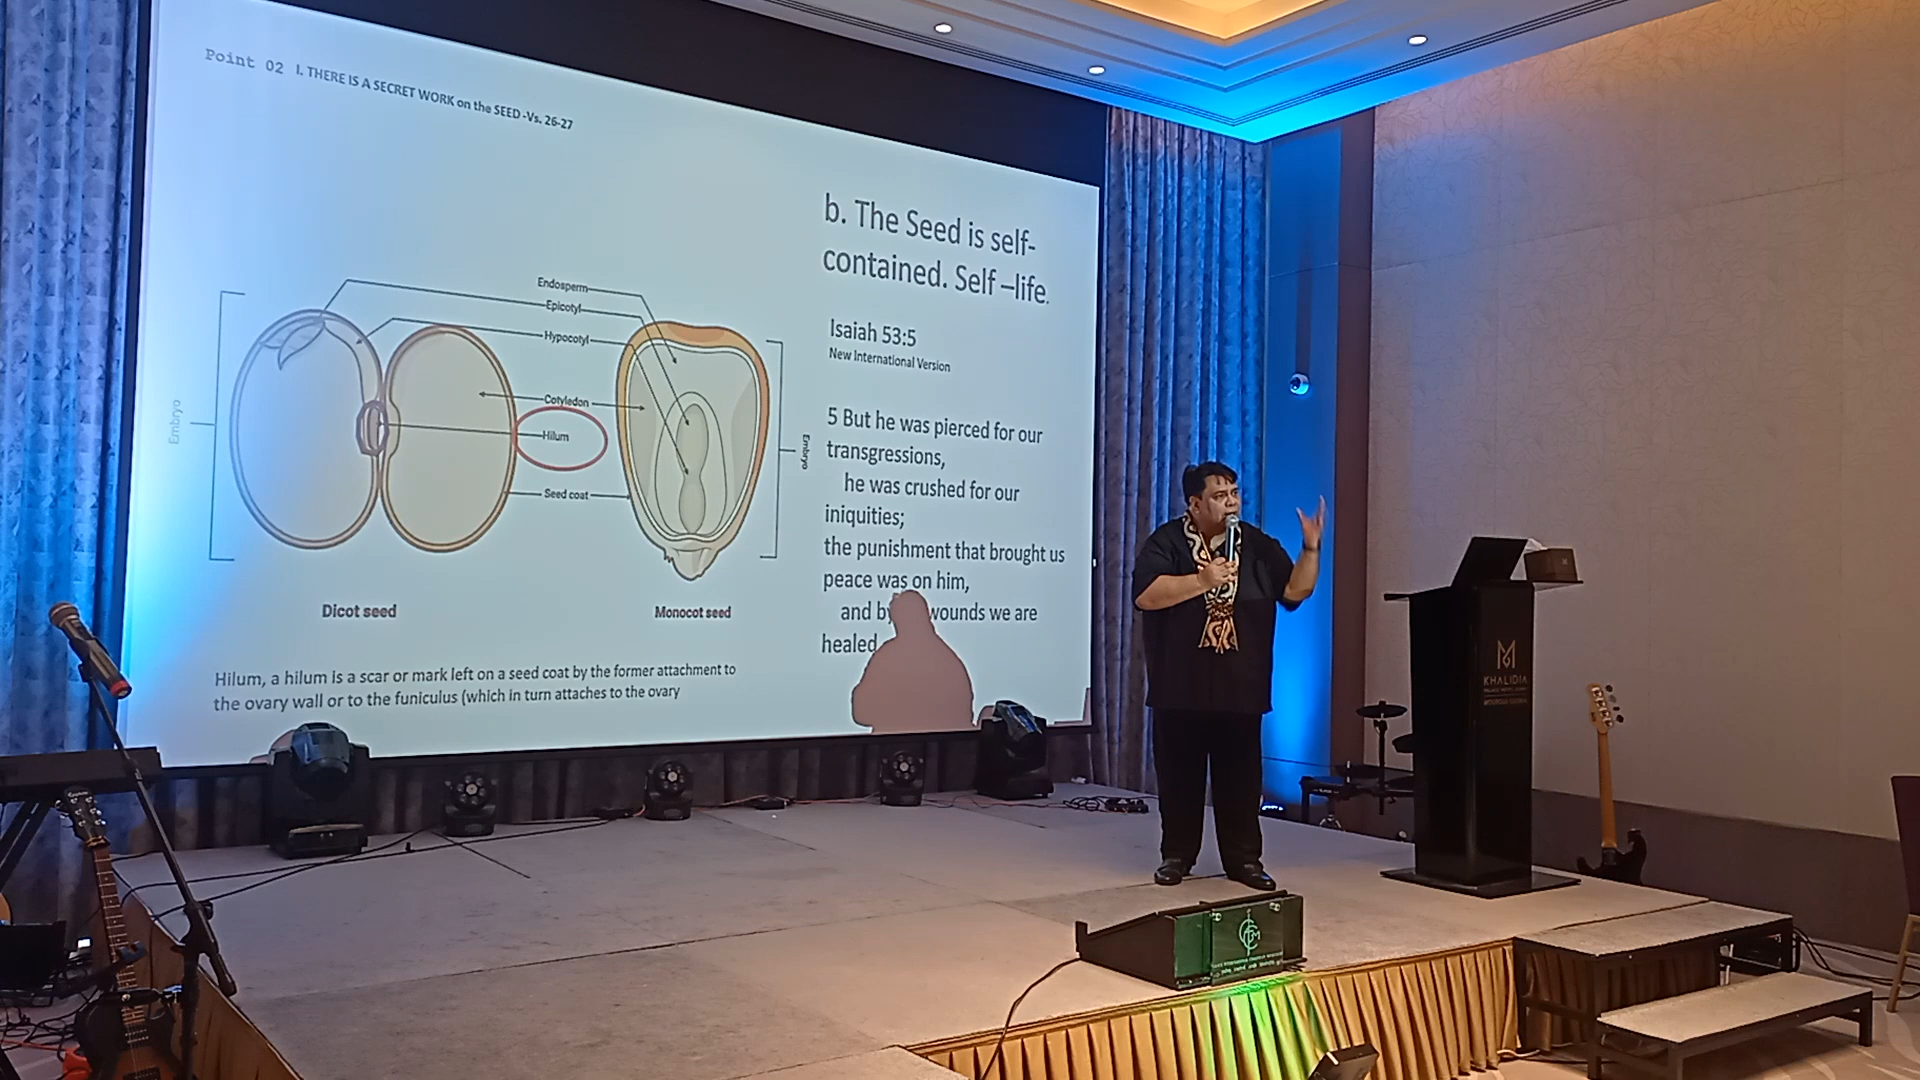 Point 02 I. THERE IS A SECRET WORK on the SEED -Vs. 26-27
b. The Seed is self-
contained. Self –life.
Isaiah 53:5
New International Version
5 But he was pierced for our
transgressions,
he was crushed for our
iniquities;
the punishment that brought us
peace was on him,
and by wounds we are
healed
Endosperm
Epicotyl
Hypocotyl
Cotyledon
Hilum
Seed coat
Embryo
Embryo
Dicot seed
Monocot seed
Hilum, a hilum is a scar or mark left on a seed coat by the former attachment to
the ovary wall or to the funiculus (which in turn attaches to the ovary
KHALIDIA